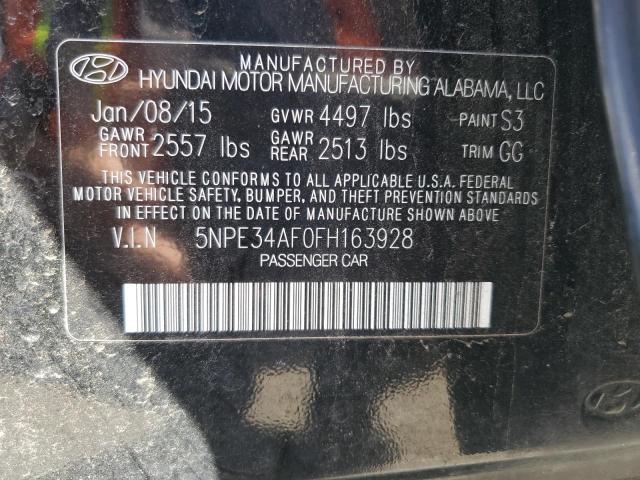 MANUFACTURED BY
HYUNDAI MOTOR MANUFACTURING ALABAMA, LLC
Jan/08/15 GVWR 4497 lbs PAINT S3
GAWR FRONT 2557 lbs GAWR REAR 2513 lbs TRIM GG
THIS VEHICLE CONFORMS TO ALL APPLICABLE U.S.A. FEDERAL
MOTOR VEHICLE SAFETY, BUMPER, AND THEFT PREVENTION STANDARDS
IN EFFECT ON THE DATE OF MANUFACTURE SHOWN ABOVE
V.I.N 5NPE34AF0FH163928
PASSENGER CAR